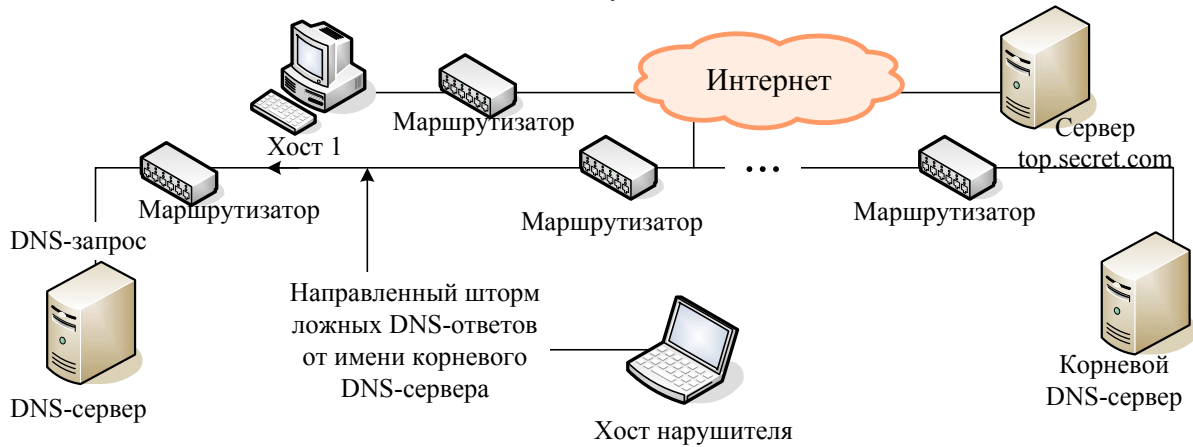 Интернет
Маршрутизатор
Хост 1
Сервер
top.secret.com
Маршрутизатор
Маршрутизатор
...
Маршрутизатор
DNS-запрос
Направленный шторм
ложных DNS-ответов
от имени корневого
DNS-сервера
DNS-сервер
Хост нарушителя
Корневой
DNS-сервер